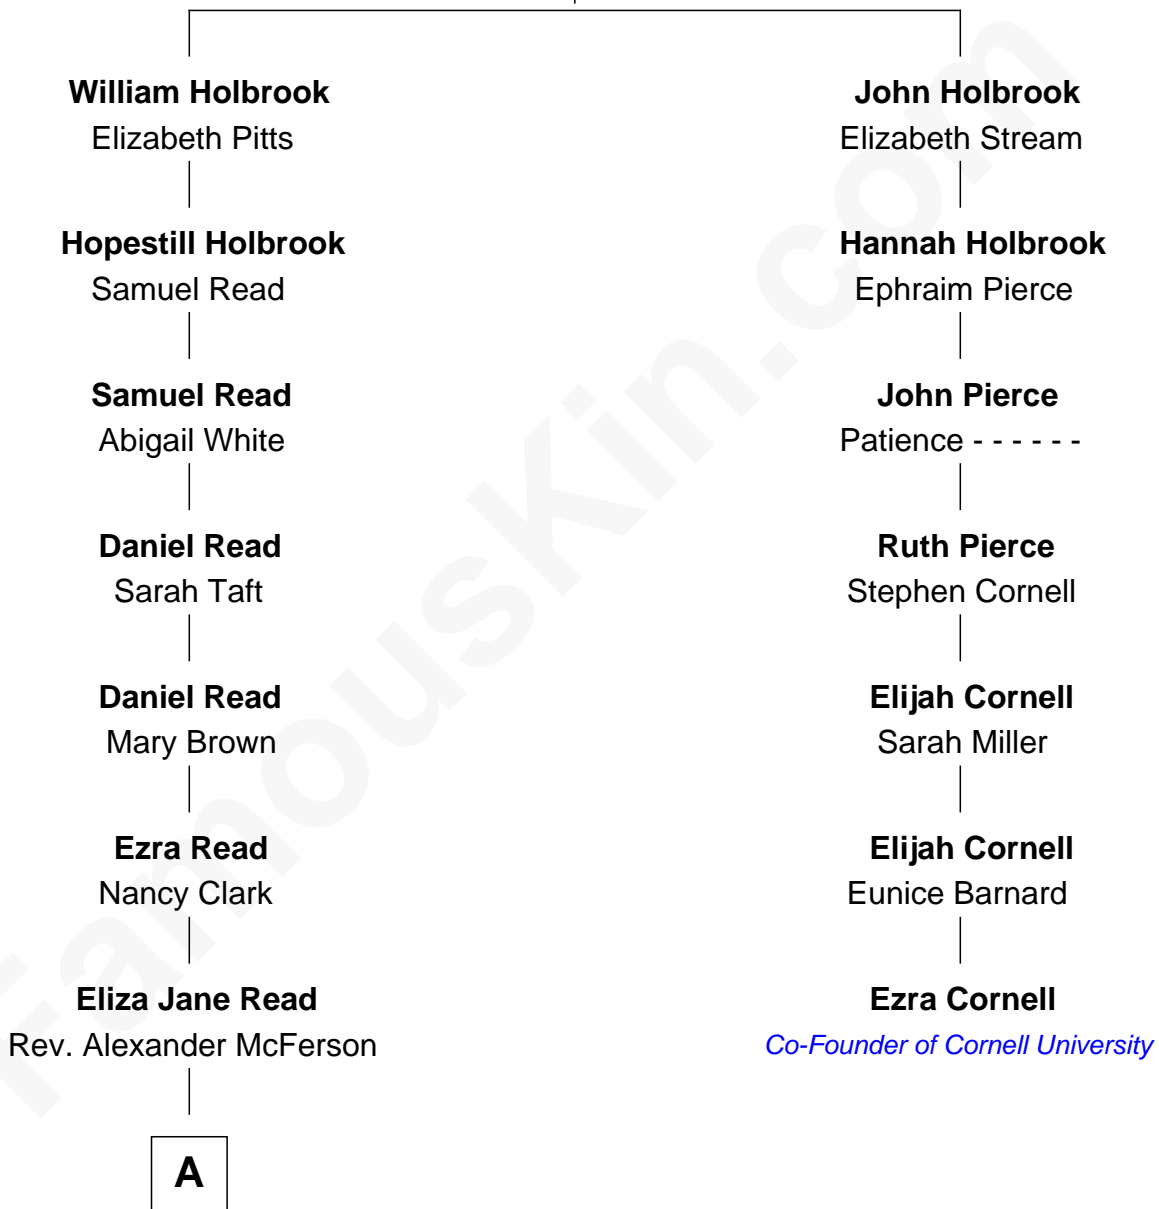 William Holbrook
Elizabeth Pitts
Hopestill Holbrook
Samuel Read
Samuel Read
Abigail White
Daniel Read
Sarah Taft
Daniel Read
Mary Brown
Ezra Read
Nancy Clark
Eliza Jane Read
Rev. Alexander McFerson
A
John Holbrook
Elizabeth Stream
Hannah Holbrook
Ephraim Pierce
John Pierce
Patience - - - - - -
Ruth Pierce
Stephen Cornell
Elijah Cornell
Sarah Miller
Elijah Cornell
Eunice Barnard
Ezra Cornell
Co-Founder of Cornell University
FamousKin.com